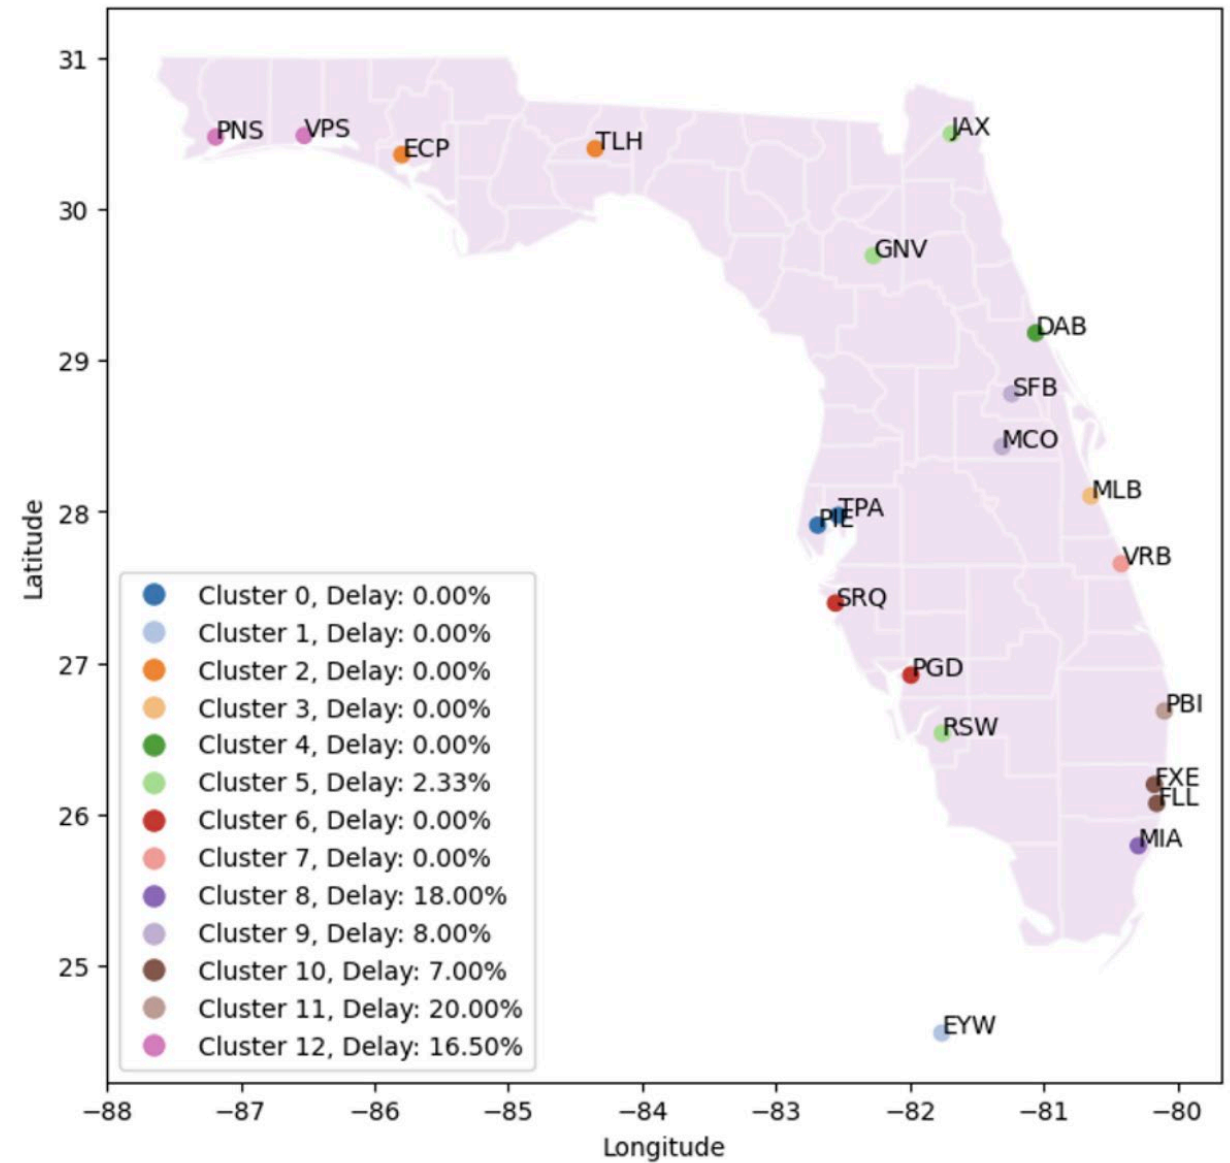 31
30
29
28
27
26
25
Latitude
PNS
VPS
ECP
TLH
JAX
GNV
DAB
SFB
MCO
MLB
TPA
PIE
VRB
SRQ
PGD
PBI
RSW
FXE
FLL
MIA
EYW
Cluster 0, Delay: 0.00%
Cluster 1, Delay: 0.00%
Cluster 2, Delay: 0.00%
Cluster 3, Delay: 0.00%
Cluster 4, Delay: 0.00%
Cluster 5, Delay: 2.33%
Cluster 6, Delay: 0.00%
Cluster 7, Delay: 0.00%
Cluster 8, Delay: 18.00%
Cluster 9, Delay: 8.00%
Cluster 10, Delay: 7.00%
Cluster 11, Delay: 20.00%
Cluster 12, Delay: 16.50%
−88 −87 −86 −85 −84 −83 −82 −81 −80
Longitude